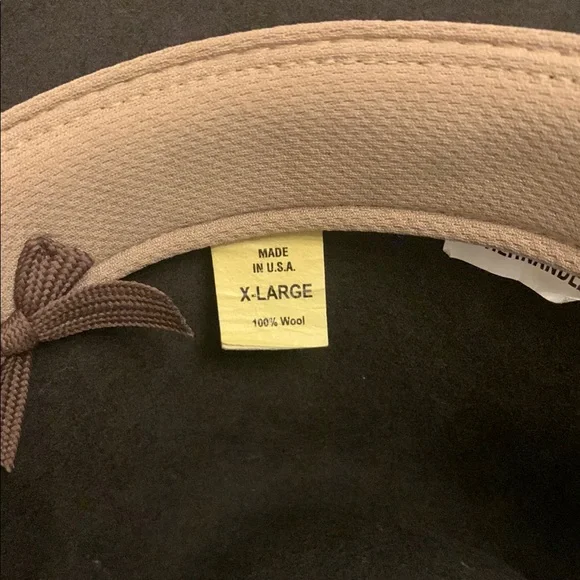 MADE
IN U.S.A.
X-LARGE
100% Wool